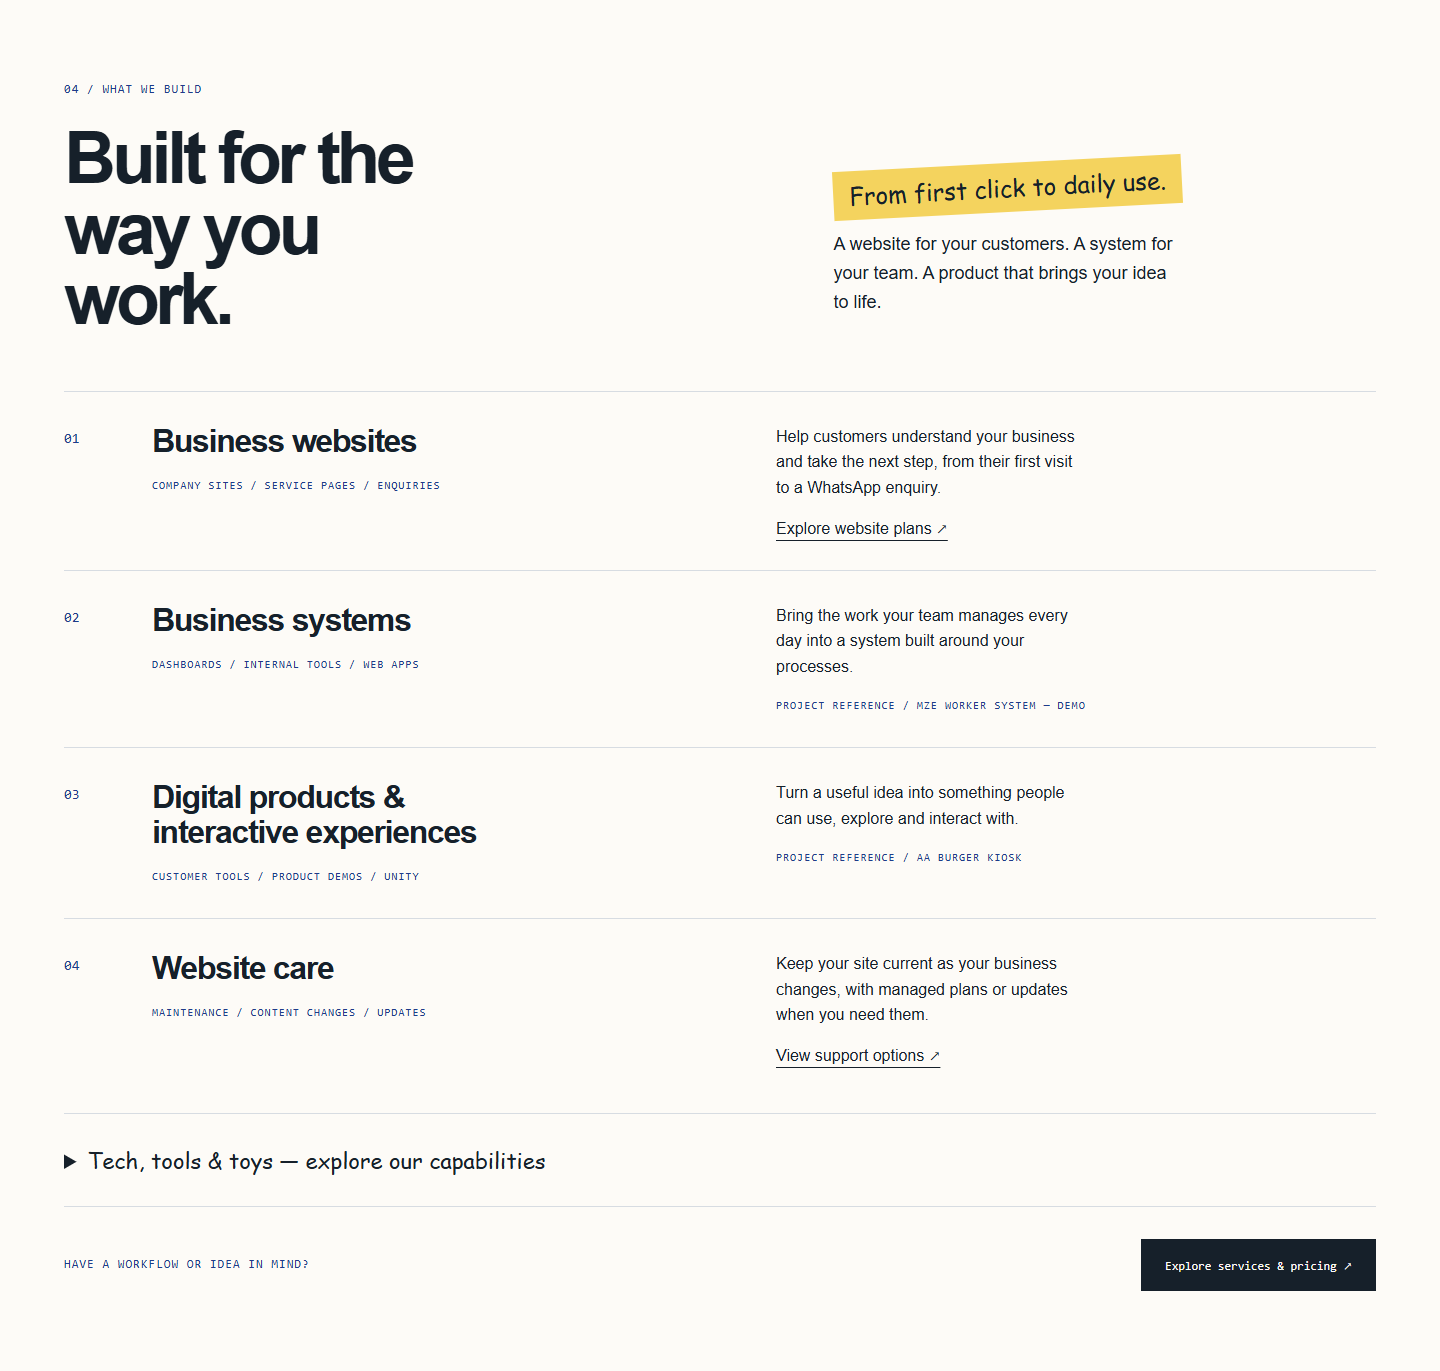 04 / WHAT WE BUILD
Built for the
way you
work.
From first click to daily use.
A website for your customers. A system for
your team. A product that brings your idea
to life.
01
Business websites
COMPANY SITES / SERVICE PAGES / ENQUIRIES
Help customers understand your business
and take the next step, from their first visit
to a WhatsApp enquiry.
Explore website plans ↗
02
Business systems
DASHBOARDS / INTERNAL TOOLS / WEB APPS
Bring the work your team manages every
day into a system built around your
processes.
PROJECT REFERENCE / MZE WORKER SYSTEM — DEMO
03
Digital products &
interactive experiences
CUSTOMER TOOLS / PRODUCT DEMOS / UNITY
Turn a useful idea into something people
can use, explore and interact with.
PROJECT REFERENCE / AA BURGER KIOSK
04
Website care
MAINTENANCE / CONTENT CHANGES / UPDATES
Keep your site current as your business
changes, with managed plans or updates
when you need them.
View support options ↗
Tech, tools & toys — explore our capabilities
HAVE A WORKFLOW OR IDEA IN MIND?
Explore services & pricing ↗